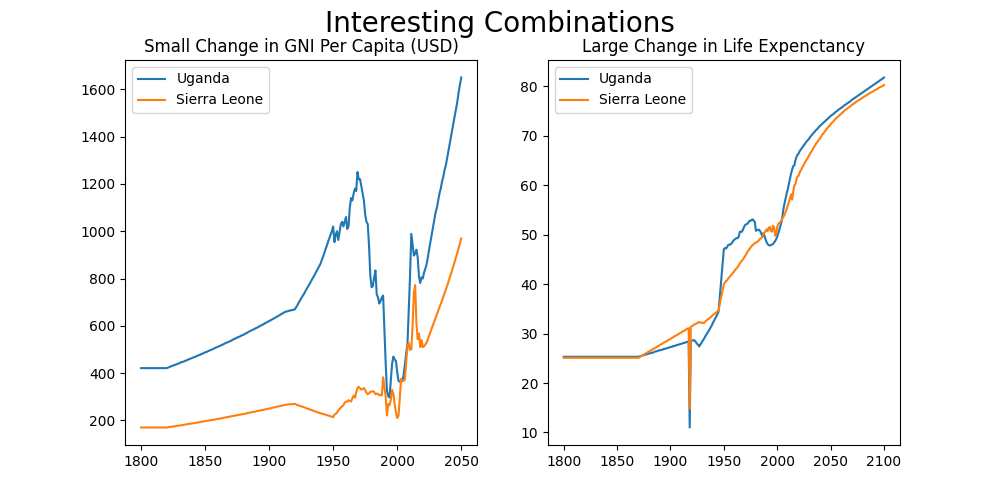 Interesting Combinations
Small Change in GNI Per Capita (USD)
Uganda
Sierra Leone
1600
1400
1200
1000
800
600
400
200
1800 1850 1900 1950 2000 2050
Large Change in Life Expenctancy
Uganda
Sierra Leone
80
70
60
50
40
30
20
10
1800 1850 1900 1950 2000 2050 2100